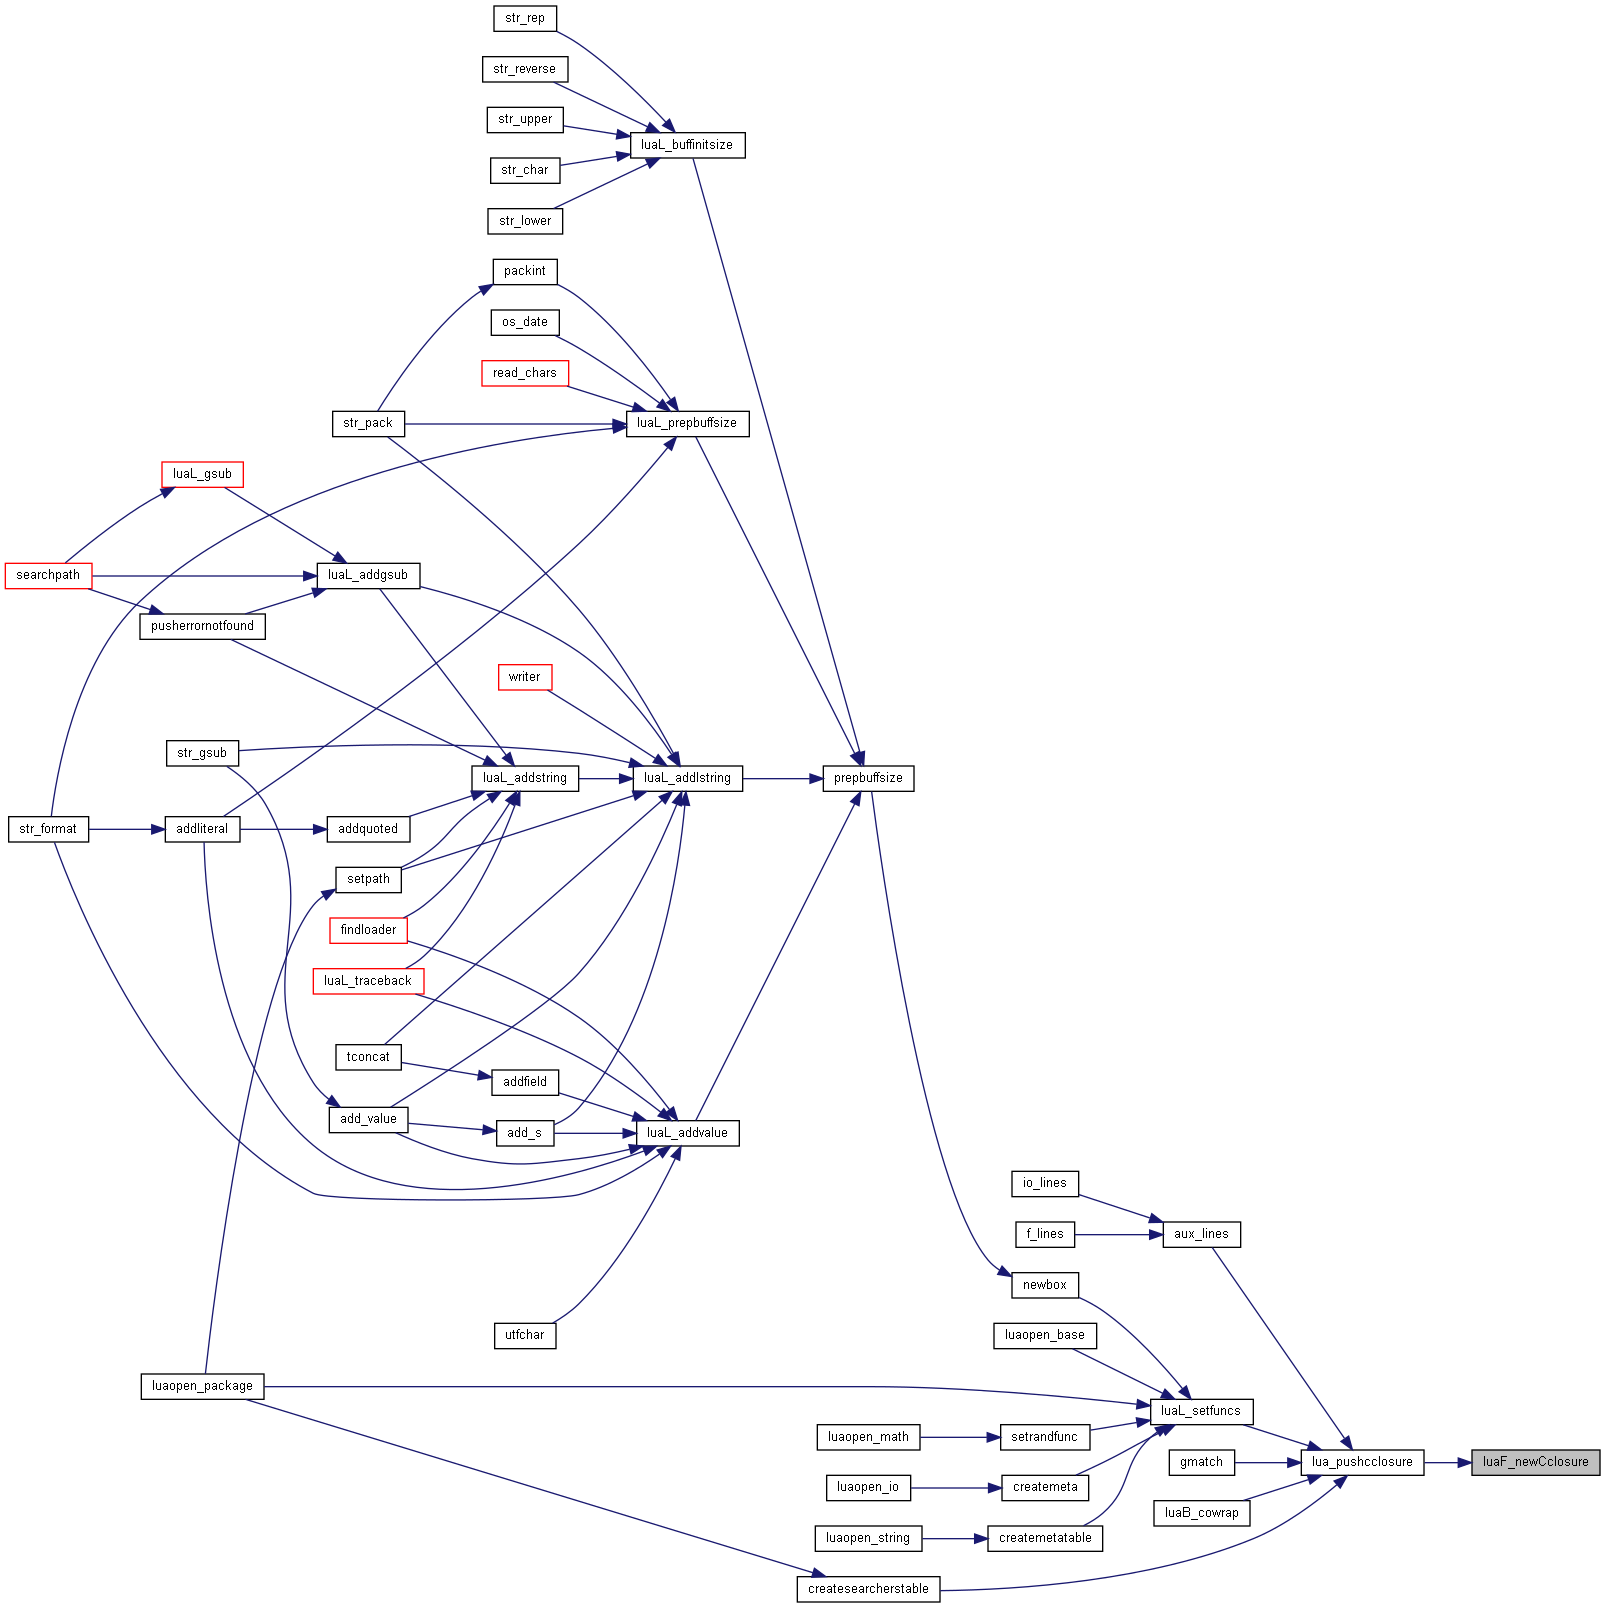 str_rep
str_reverse
str_upper
luaL_buffinitsize
str_char
str_lower
packint
os_date
read_chars
str_pack
luaL_prepbuffsize
luaL_gsub
searchpath
luaL_addgsub
pusherrornotfound
writer
str_gsub
luaL_addstring
luaL_addlstring
prepbuffsize
str_format
addliteral
addquoted
setpath
findloader
luaL_traceback
tconcat
addfield
add_value
add_s
luaL_addvalue
io_lines
f_lines
aux_lines
newbox
utfchar
luaopen_base
luaopen_package
luaL_setfuncs
luaopen_math
setrandfunc
gmatch
lua_pushcclosure
luaF_newCclosure
luaopen_io
createmeta
luaB_cowrap
luaopen_string
createmetatable
createsearcherstable